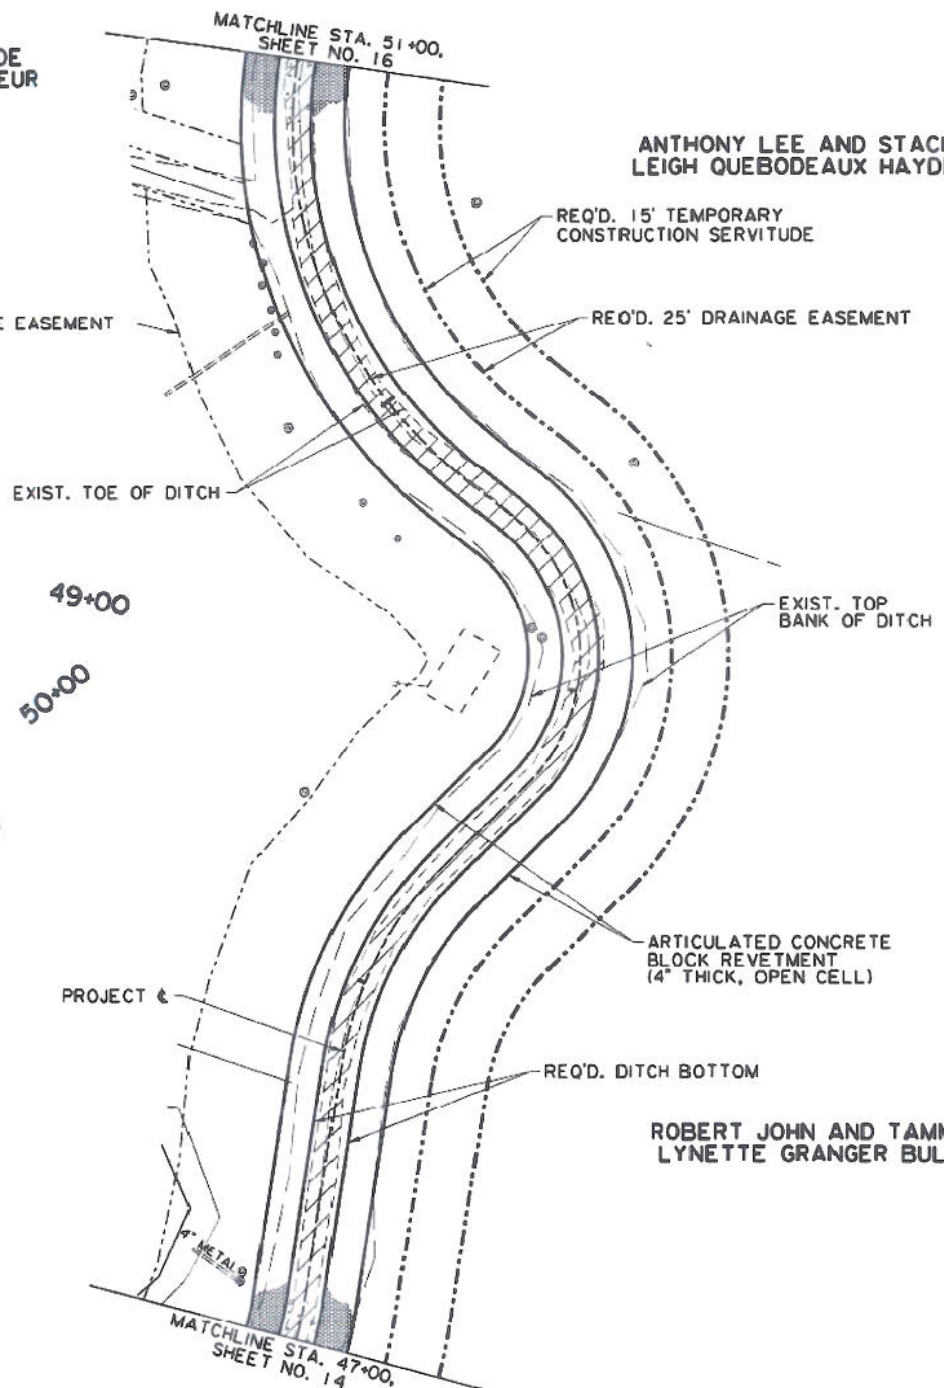 MATCHLINE STA. 51+00,
SHEET NO. 16
DE
EUR
ANTHONY LEE AND STACI
LEIGH QUEBODEAUX HAYD
REQ'D. 15' TEMPORARY
CONSTRUCTION SERVITUDE
E EASEMENT
REQ'D. 25' DRAINAGE EASEMENT
EXIST. TOE OF DITCH
49+00
EXIST. TOP
BANK OF DITCH
50+00
ARTICULATED CONCRETE
BLOCK REVETMENT
(4" THICK, OPEN CELL)
PROJECT ℄
REQ'D. DITCH BOTTOM
ROBERT JOHN AND TAMM
LYNETTE GRANGER BUL
4" METAL
MATCHLINE STA. 47+00,
SHEET NO. 14